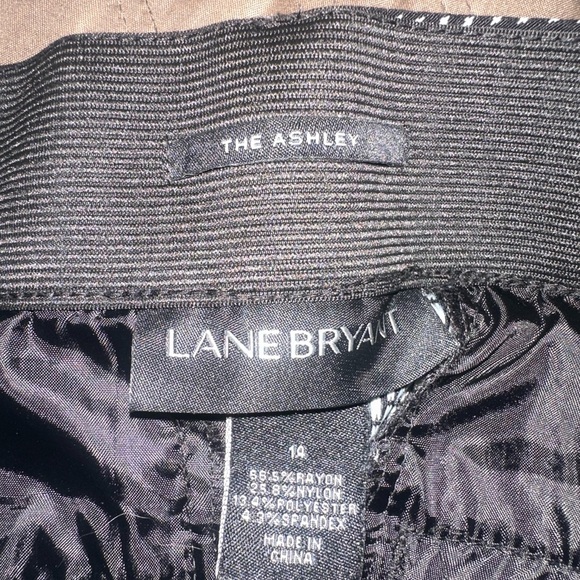 THE ASHLEY
LANE BRYANT
14
56.5%RAYON
25.8%NYLON
13.4%POLYESTER
4.3%SPANDEX
MADE IN
CHINA